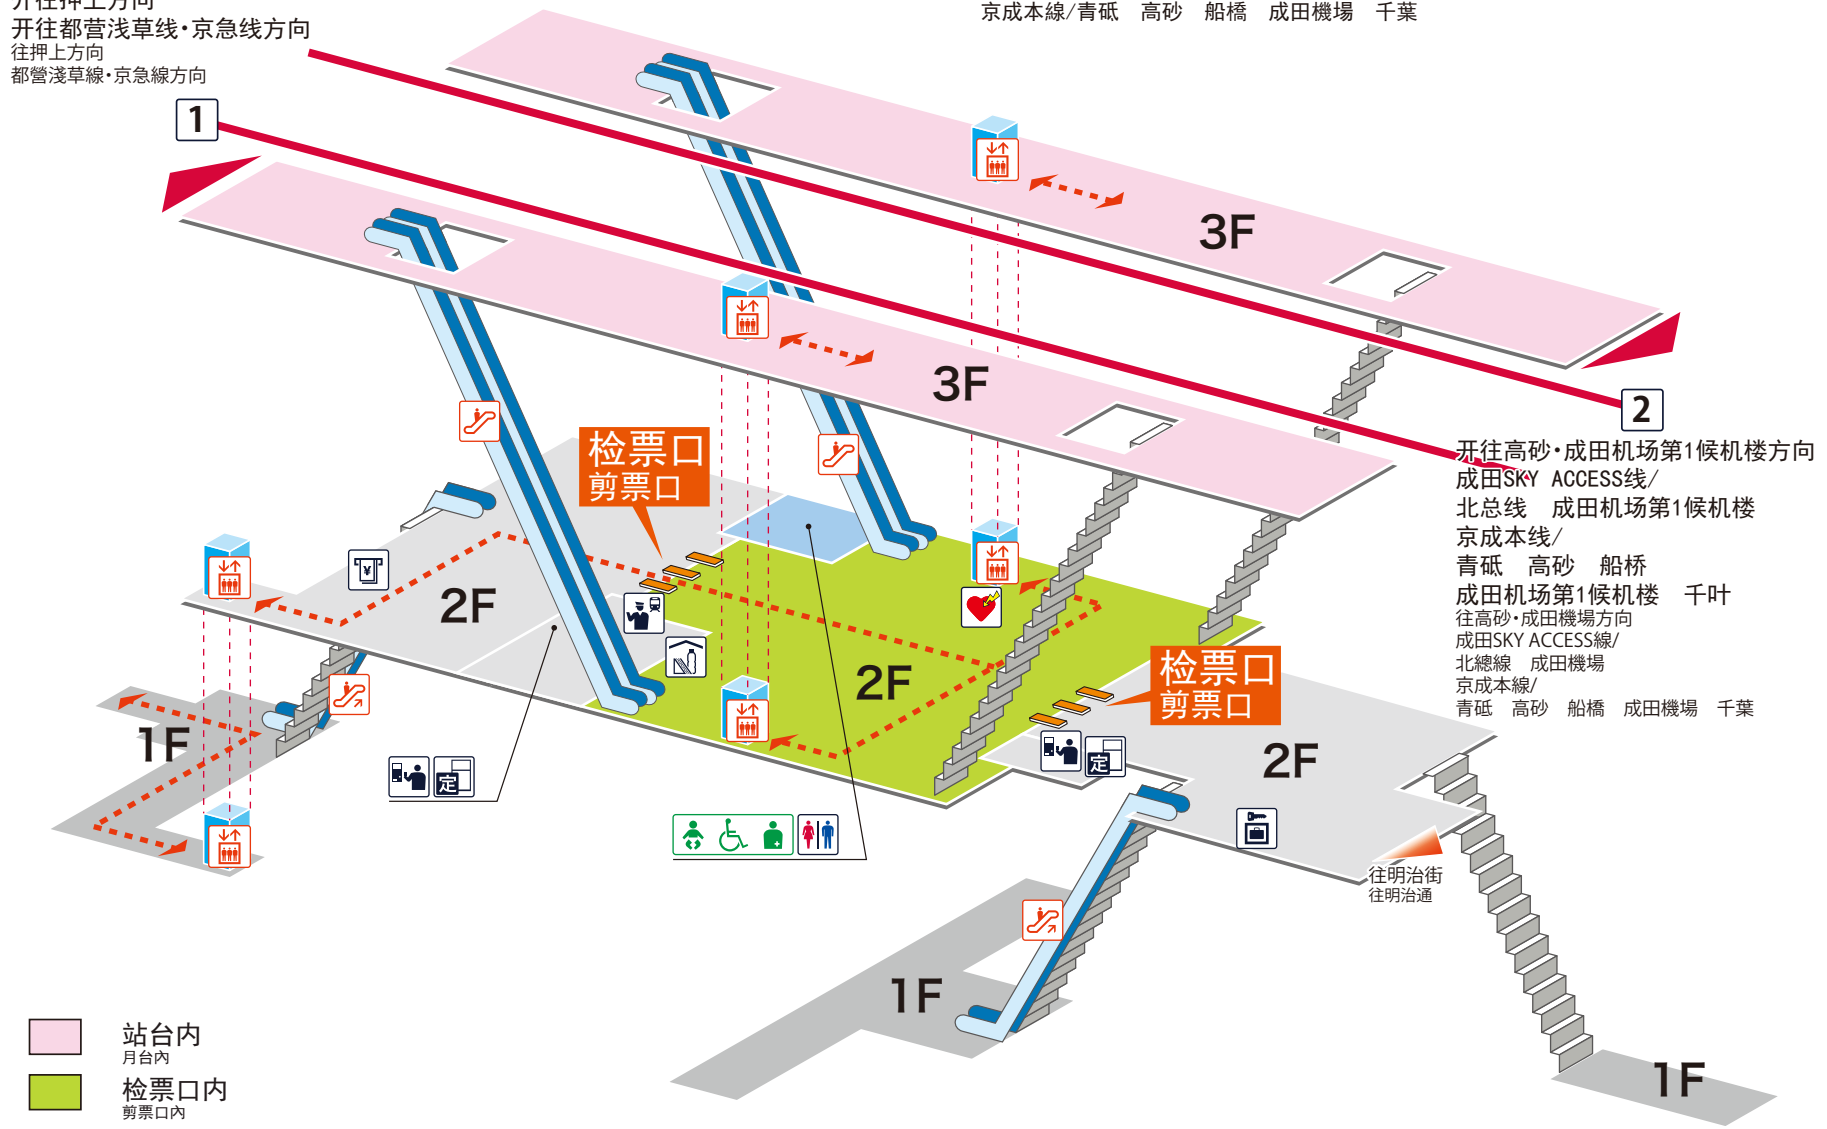 开往押上方向
开往都营浅草线·京急线方向
往押上方向
都營淺草線·京急線方向
京成本線/青砥　高砂　船橋　成田機場　千葉
1
3F
3F
2
开往高砂·成田机场第1候机楼方向
成田SKY ACCESS线/
北总线　成田机场第1候机楼
京成本线/
青砥　高砂　船桥
成田机场第1候机楼　千叶
往高砂·成田機場方向
成田SKY ACCESS線/
北總線　成田機場
京成本線/
青砥　高砂　船橋　成田機場　千葉
检票口
剪票口
¥
2F
2F
检票口
剪票口
1F
定
定
2F
往明治街
往明治通
1F
1F
站台内
月台內
检票口内
剪票口內